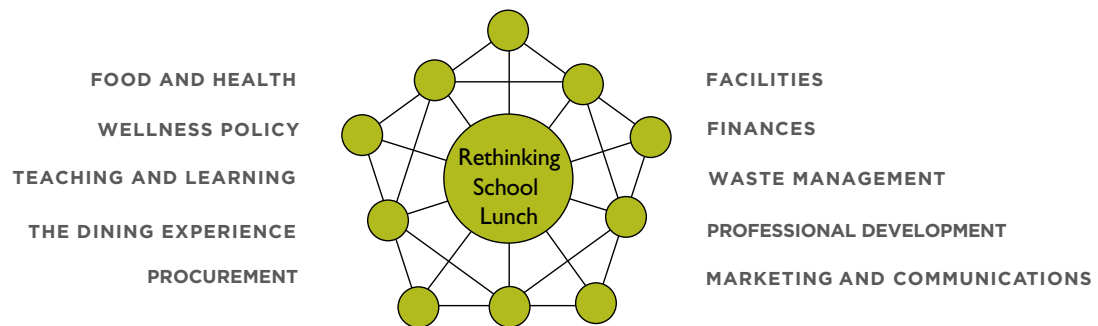 FOOD AND HEALTH
WELLNESS POLICY
TEACHING AND LEARNING
THE DINING EXPERIENCE
PROCUREMENT
Rethinking
School
Lunch
FACILITIES
FINANCES
WASTE MANAGEMENT
PROFESSIONAL DEVELOPMENT
MARKETING AND COMMUNICATIONS